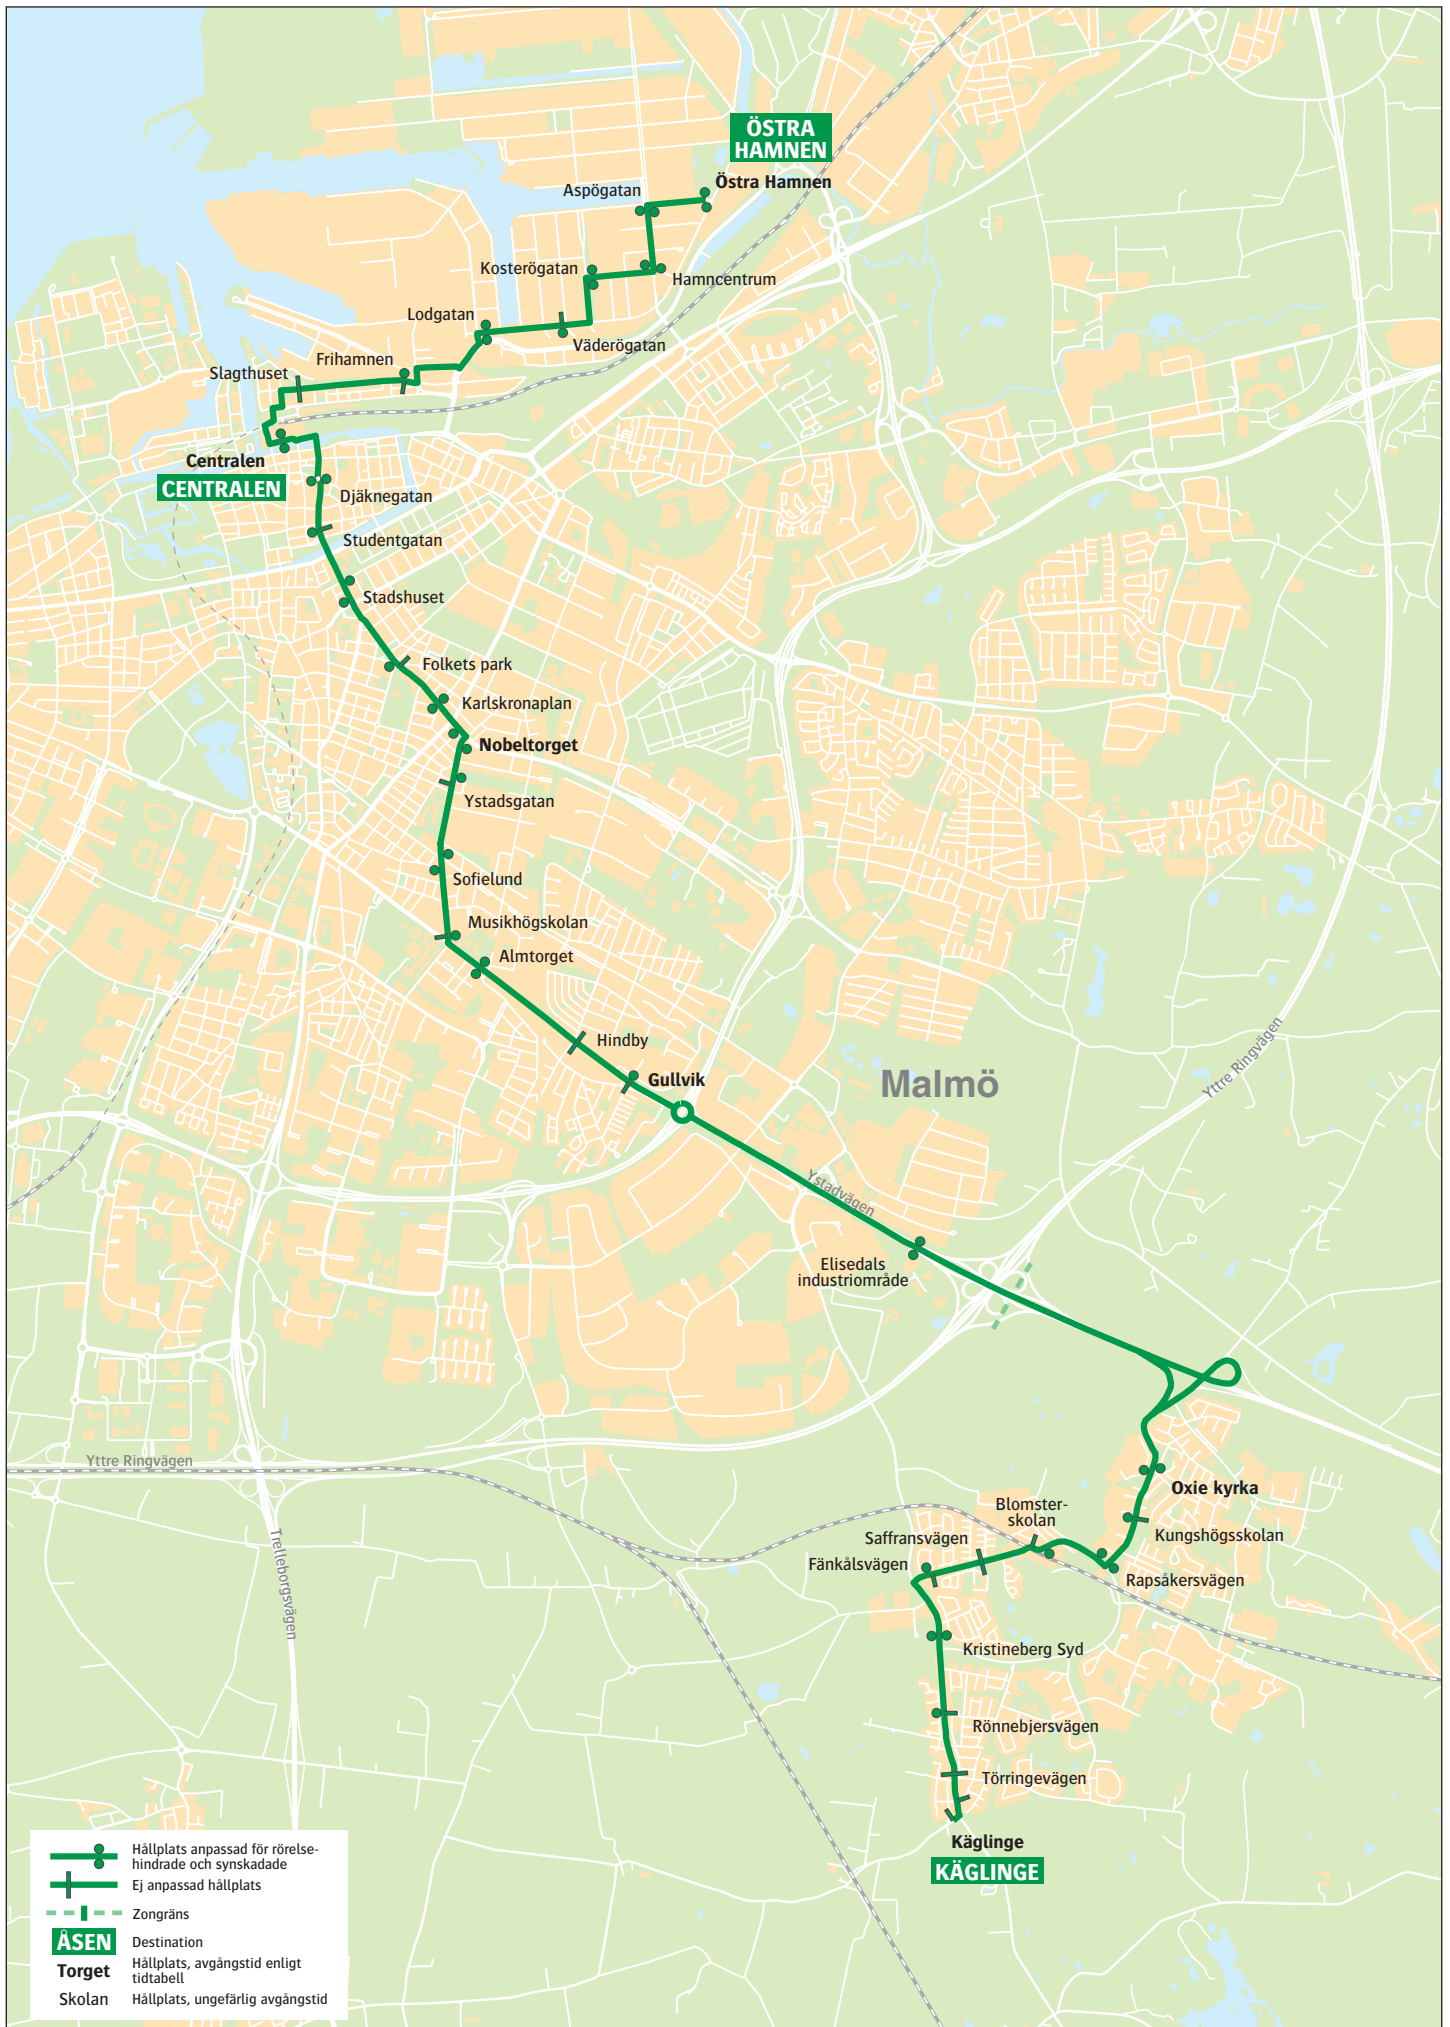 ÖSTRA
HAMNEN
Östra Hamnen
Aspögatan
Kosterögatan
Hamncentrum
Lodgatan
Väderögatan
Frihamnen
Slagthuset
Centralen
CENTRALEN
Djäknegatan
Studentgatan
Stadshuset
Folkets park
Karlskronaplan
Nobeltorget
Ystadsgatan
Sofielund
Musikhögskolan
Almtorget
Hindby
Gullvik
Malmö
Yttre Ringvägen
Ystadvägen
Elisedals
industriområde
Yttre Ringvägen
Trelleborgsvägen
Oxie kyrka
Blomster-
skolan
Kungshögsskolan
Saffransvägen
Fänkålsvägen
Rapsåkersvägen
Kristineberg Syd
Rönnebjersvägen
Törringevägen
Käglinge
KÄGLINGE
Hållplats anpassad för rörelse-
hindrade och synskadade
Ej anpassad hållplats
Zongräns
ÅSEN Destination
Torget Hållplats, avgångstid enligt
tidtabell
Skolan Hållplats, ungefärlig avgångstid